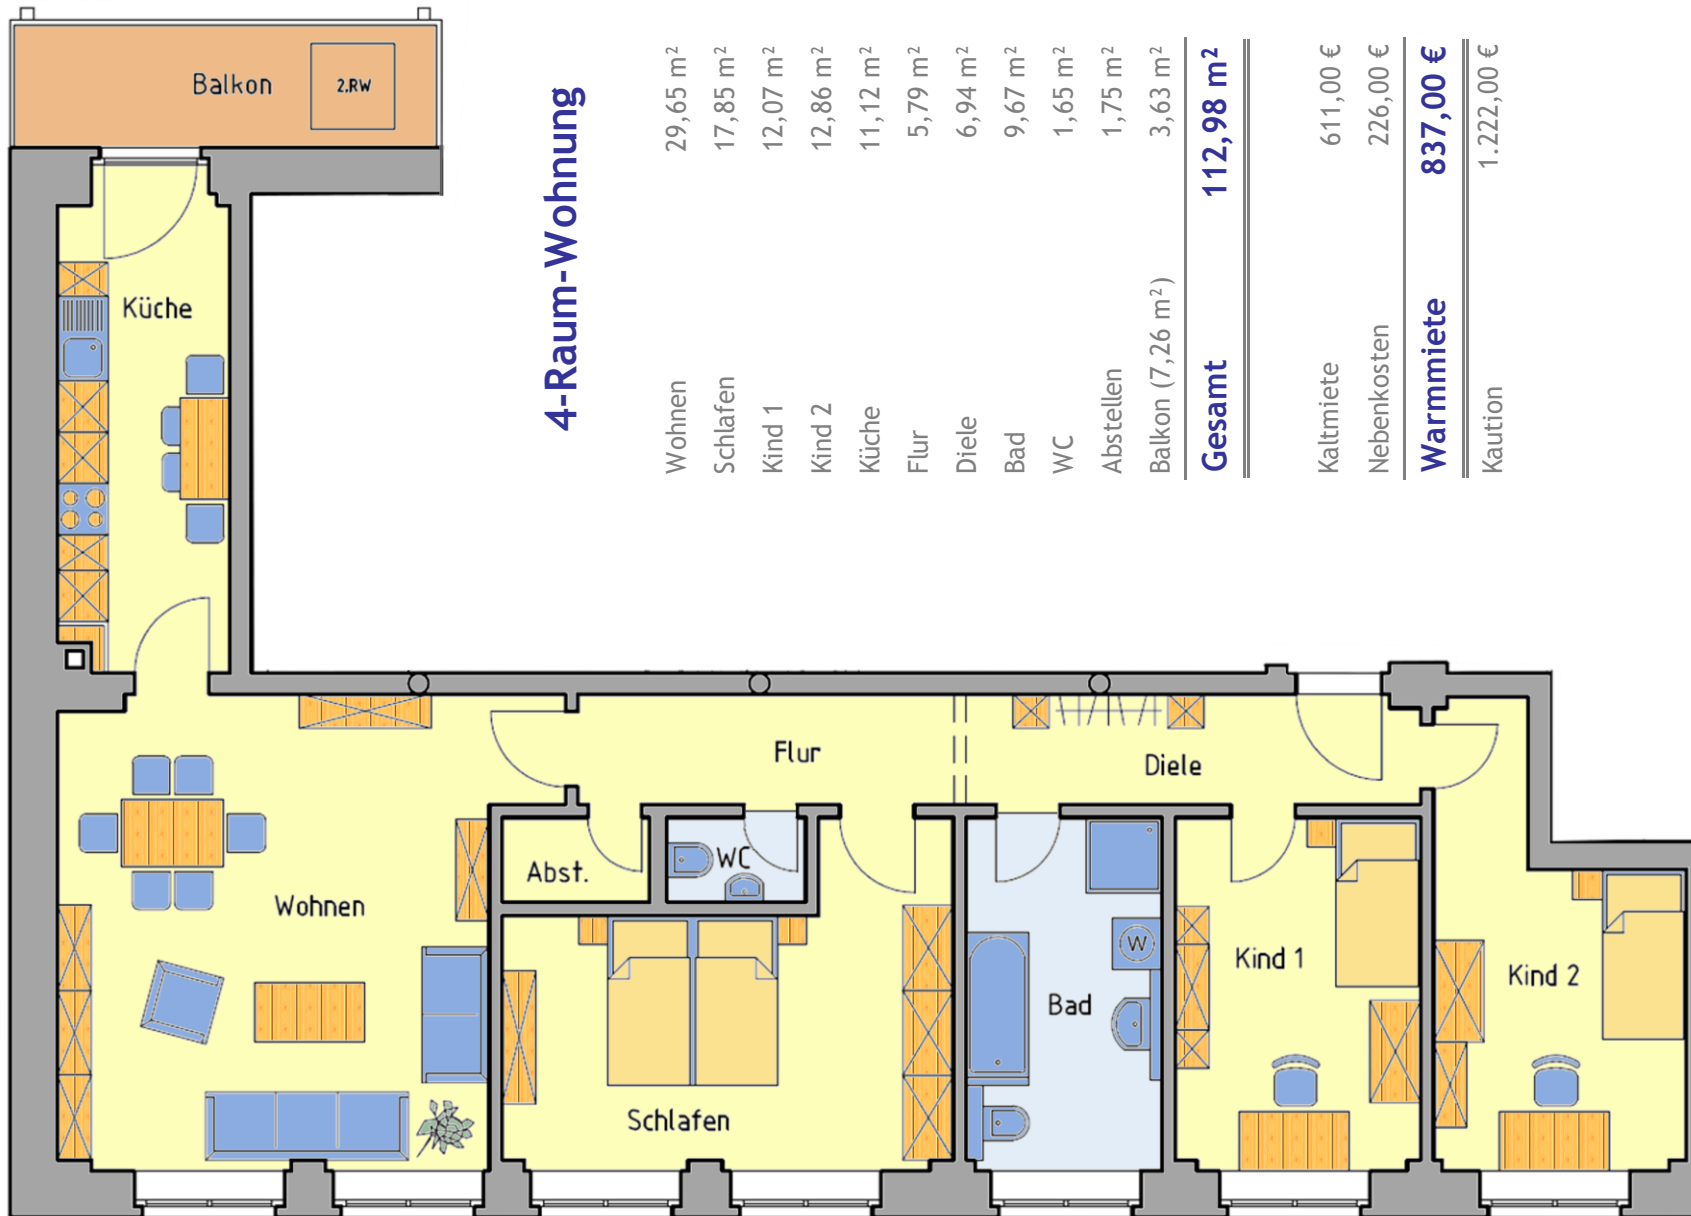 4-Raum-Wohnung
Wohnen 29,65 m²
Schlafen 17,85 m²
Kind 1 12,07 m²
Kind 2 12,86 m²
Küche 11,12 m²
Flur 5,79 m²
Diele 6,94 m²
Bad 9,67 m²
WC 1,65 m²
Abstellen 1,75 m²
Balkon (7,26 m²) 3,63 m²
Gesamt 112,98 m²
Kaltmiete 611,00 €
Nebenkosten 226,00 €
Warmmiete 837,00 €
Kaution 1.222,00 €
Balkon
2.RW
Küche
Flur
Diele
Abst.
WC
Wohnen
W
Kind 1
Kind 2
Bad
Schlafen